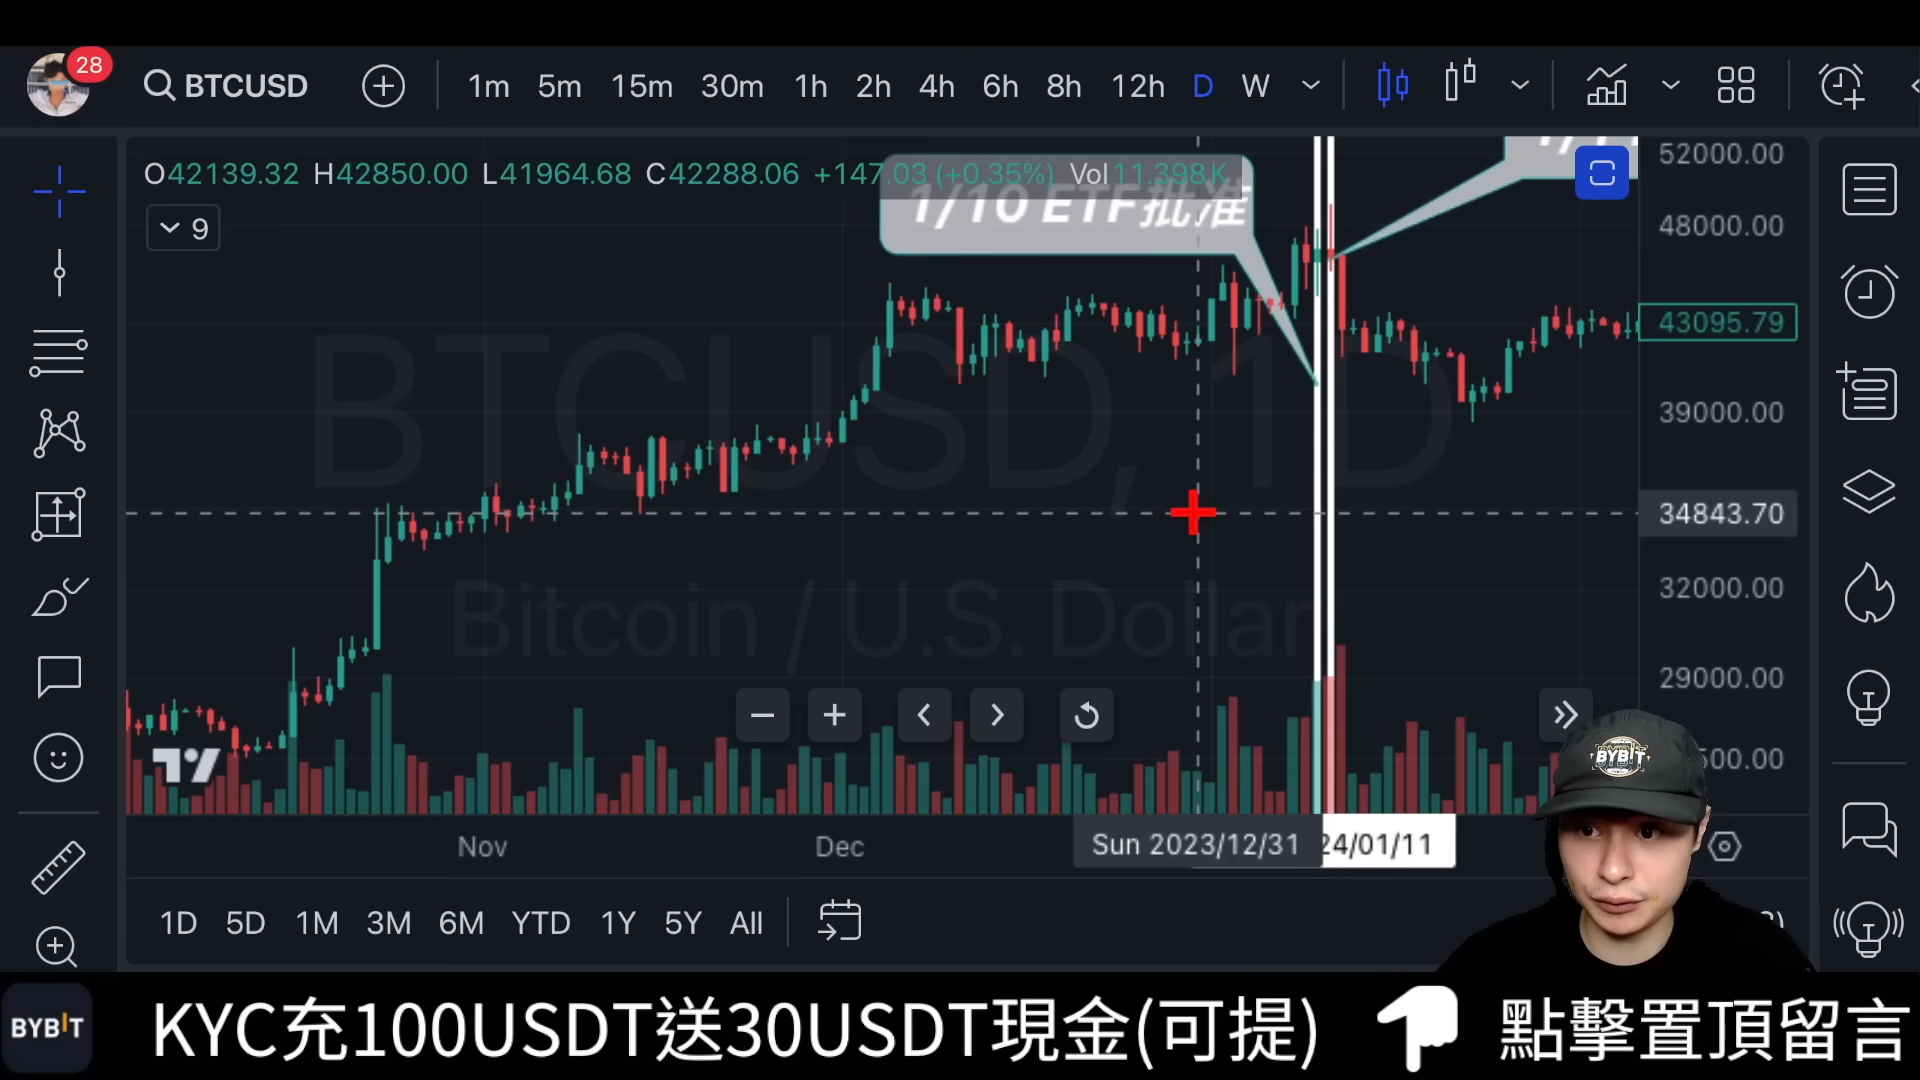 28
BTCUSD 1m 5m 15m 30m 1h 2h 4h 6h 8h 12h D W
O42139.32 H42850.00 L41964.68 C42288.06 +147.03 (+0.35%) Vol 11.398K
9
1/10 ETF批准
52000.00
48000.00
43095.79
39000.00
34843.70
32000.00
29000.00
500.00
BTCUSD, 1D
Bitcoin / U.S. Dollar
Nov Dec Sun 2023/12/31 24/01/11
1D 5D 1M 3M 6M YTD 1Y 5Y All
BYBIT
BYBIT KYC充100USDT送30USDT現金(可提) 點擊置頂留言